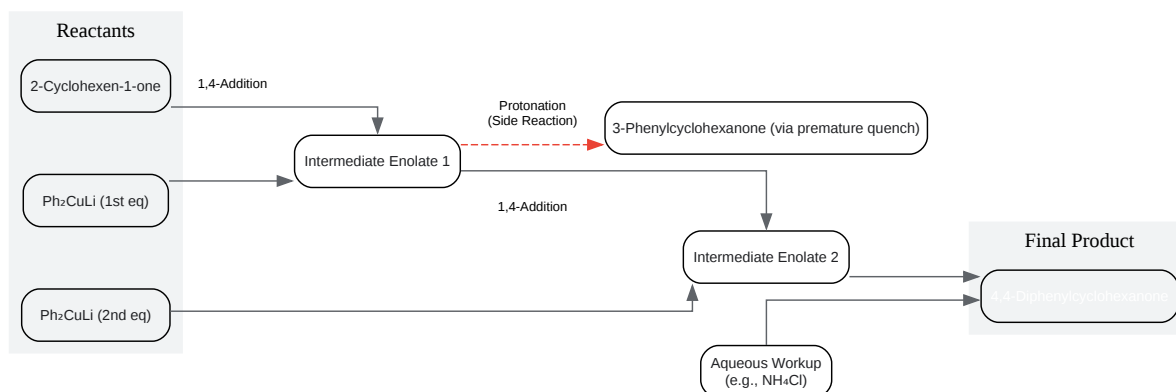 Reactants
2-Cyclohexen-1-one
1,4-Addition
Protonation
(Side Reaction)
3-Phenylcyclohexanone (via premature quench)
Intermediate Enolate 1
Ph₂CuLi (1st eq)
1,4-Addition
Final Product
Intermediate Enolate 2
4,4-Diphenylcyclohexanone
Ph₂CuLi (2nd eq)
Aqueous Workup
(e.g., NH₄Cl)